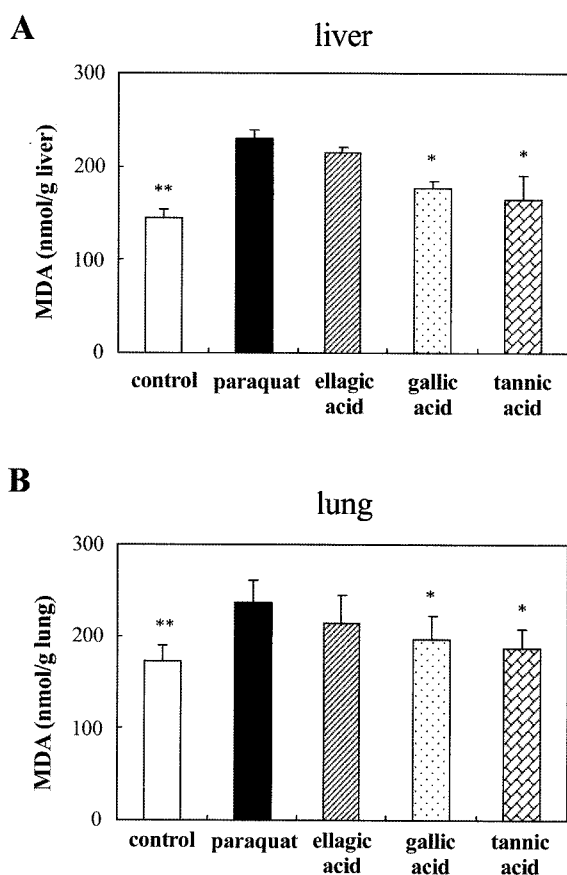 A
liver
MDA (nmol/g liver)
300
200
100
0
**
*
*
control paraquat ellagic acid gallic acid tannic acid
B
lung
MDA (nmol/g lung)
300
200
100
0
**
*
*
control paraquat ellagic acid gallic acid tannic acid